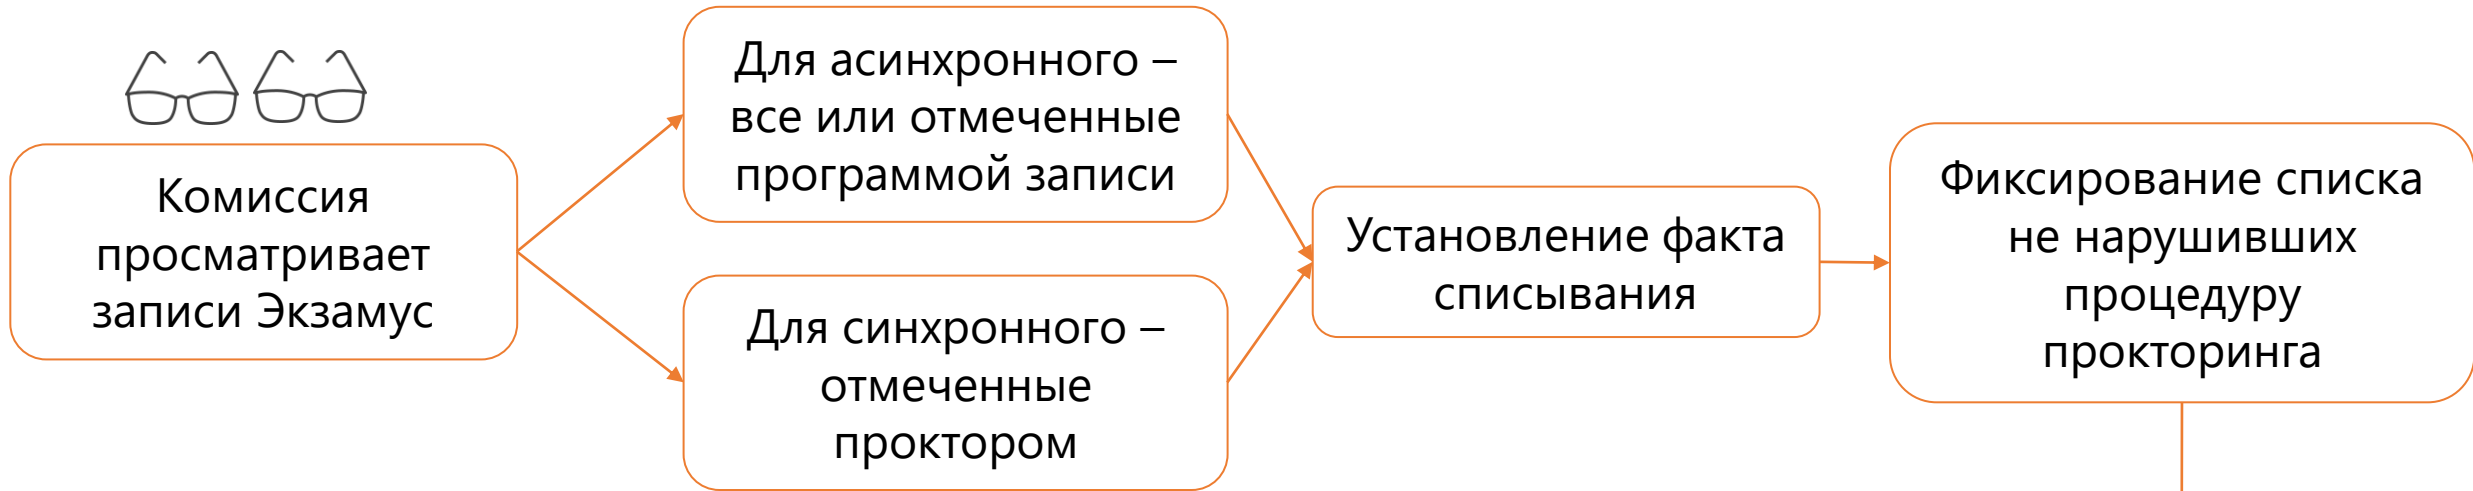 Комиссия
просматривает
записи Экзамус
Для асинхронного –
все или отмеченные
программой записи
Для синхронного –
отмеченные
проктором
Установление факта
списывания
Фиксирование списка
не нарушивших
процедуру
прокторинга